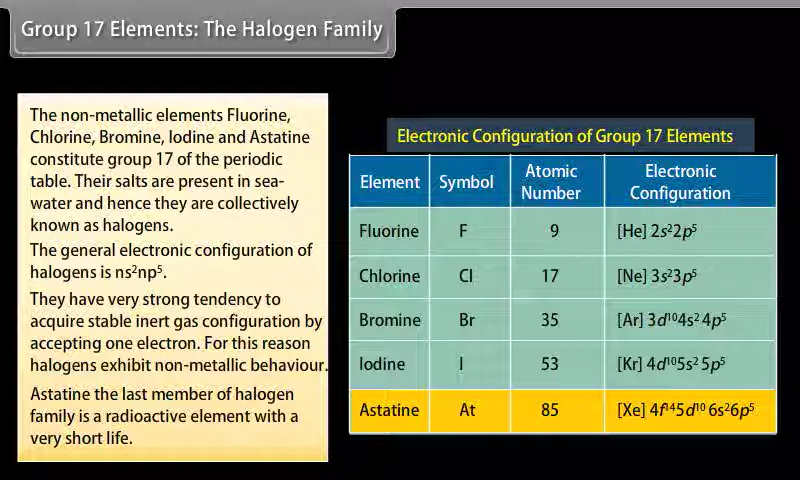 Group 17 Elements: The Halogen Family
The non-metallic elements Fluorine,
Chlorine, Bromine, Iodine and Astatine
constitute group 17 of the periodic
table. Their salts are present in sea-
water and hence they are collectively
known as halogens.
The general electronic configuration of
halogens is ns²np⁵.
They have very strong tendency to
acquire stable inert gas configuration by
accepting one electron. For this reason
halogens exhibit non-metallic behaviour.
Astatine the last member of halogen
family is a radioactive element with a
very short life.
Electronic Configuration of Group 17 Elements
Element Symbol Atomic Number Electronic Configuration
Fluorine F 9 [He] 2s²2p⁵
Chlorine Cl 17 [Ne] 3s²3p⁵
Bromine Br 35 [Ar] 3d¹⁰4s² 4p⁵
Iodine I 53 [Kr] 4d¹⁰5s² 5p⁵
Astatine At 85 [Xe] 4f¹⁴5d¹⁰ 6s²6p⁵